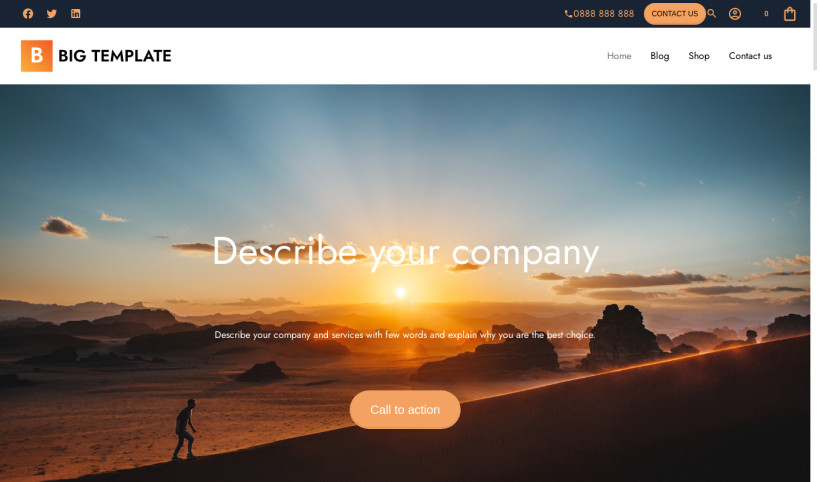 0888 888 888
CONTACT US
0
B BIG TEMPLATE
Home Blog Shop Contact us
Describe your company
Describe your company and services with few words and explain why you are the best choice.
Call to action